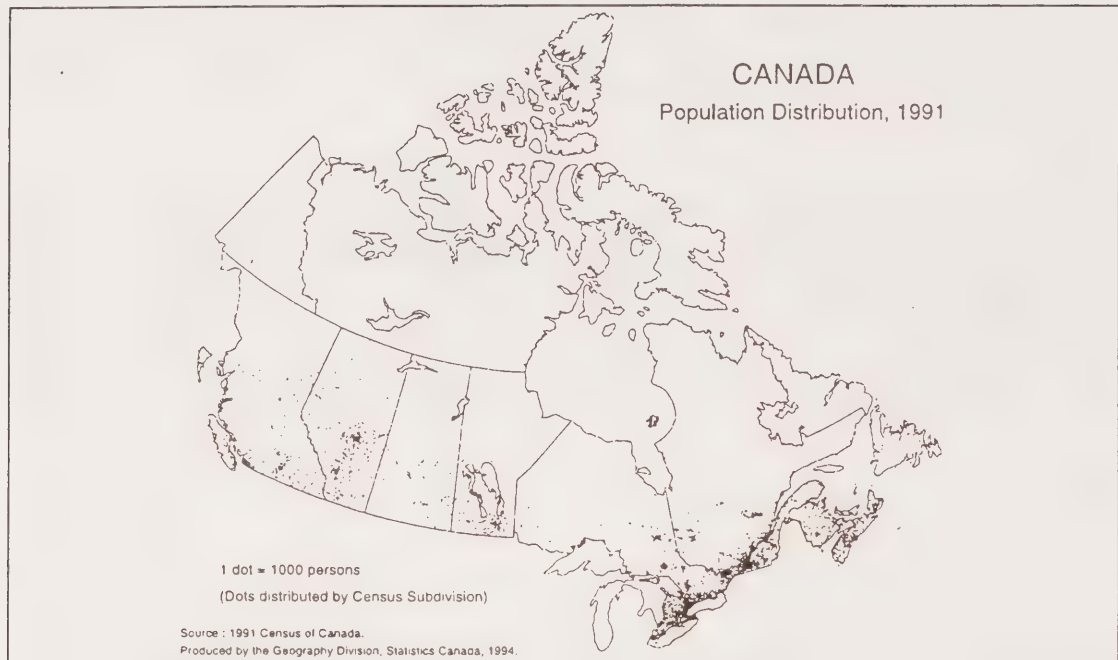 CANADA
Population Distribution, 1991
1 dot = 1000 persons
(Dots distributed by Census Subdivision)
Source : 1991 Census of Canada.
Produced by the Geography Division, Statistics Canada, 1994.